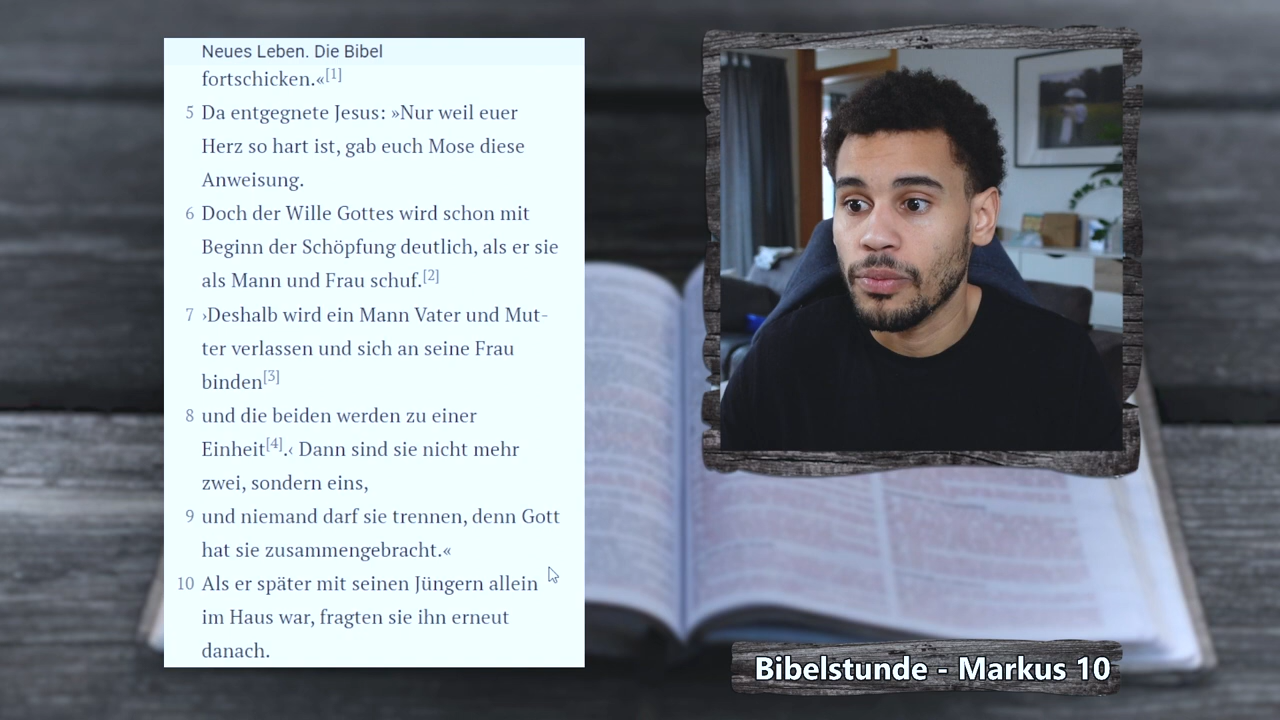 Neues Leben. Die Bibel
fortschicken.«[1]
5 Da entgegnete Jesus: »Nur weil euer
Herz so hart ist, gab euch Mose diese
Anweisung.
6 Doch der Wille Gottes wird schon mit
Beginn der Schöpfung deutlich, als er sie
als Mann und Frau schuf.[2]
7 ›Deshalb wird ein Mann Vater und Mut-
ter verlassen und sich an seine Frau
binden[3]
8 und die beiden werden zu einer
Einheit[4].‹ Dann sind sie nicht mehr
zwei, sondern eins,
9 und niemand darf sie trennen, denn Gott
hat sie zusammengebracht.«
10 Als er später mit seinen Jüngern allein
im Haus war, fragten sie ihn erneut
danach.
Bibelstunde - Markus 10